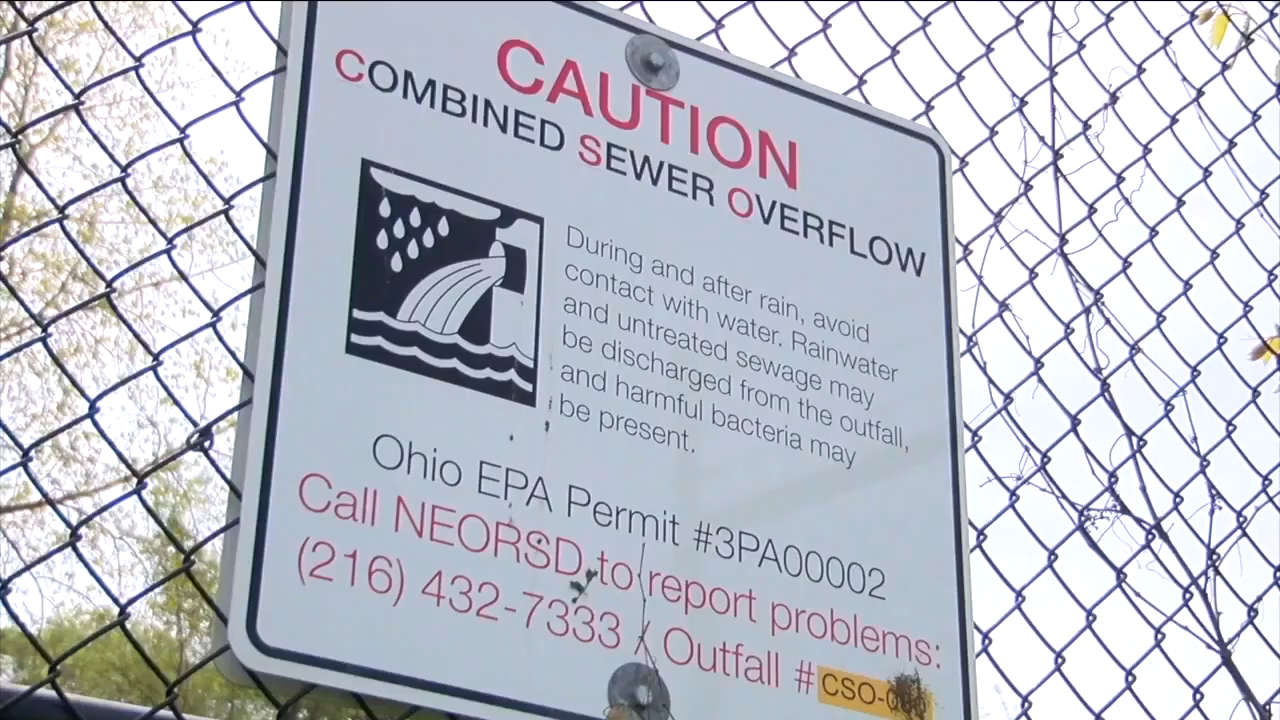 CAUTION
COMBINED SEWER OVERFLOW
During and after rain, avoid
contact with water. Rainwater
and untreated sewage may
be discharged from the outfall,
and harmful bacteria may
be present.
Ohio EPA Permit #3PA00002
Call NEORSD to report problems:
(216) 432-7333 / Outfall #